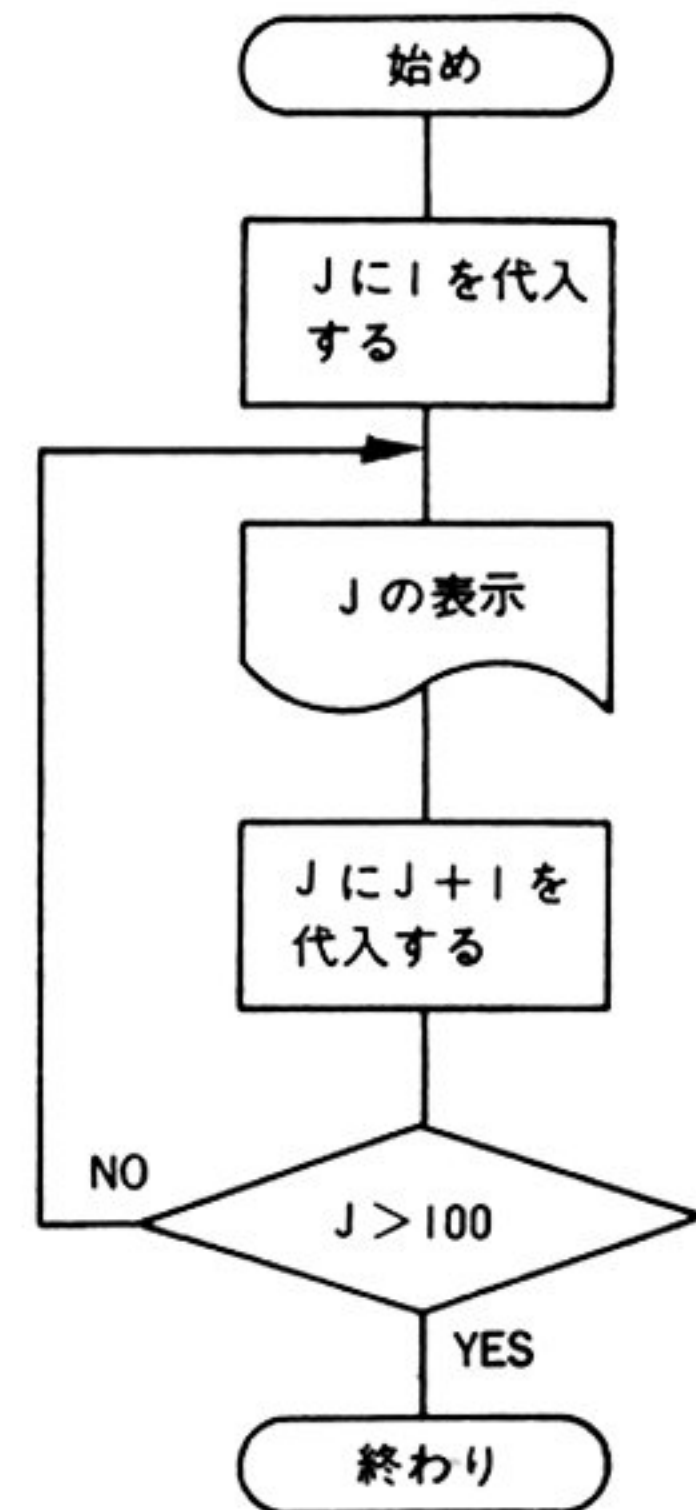 始め
Jに1を代入
する
Jの表示
JにJ+1を
代入する
NO
J>100
YES
終わり